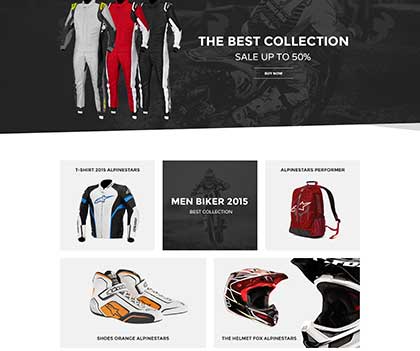 THE BEST COLLECTION
SALE UP TO 50%
BUY NOW
T-SHIRT 2015 ALPINESTARS
MEN BIKER 2015
BEST COLLECTION
ALPINESTARS PERFORMER
SHOES ORANGE ALPINESTARS
THE HELMET FOX ALPINESTARS